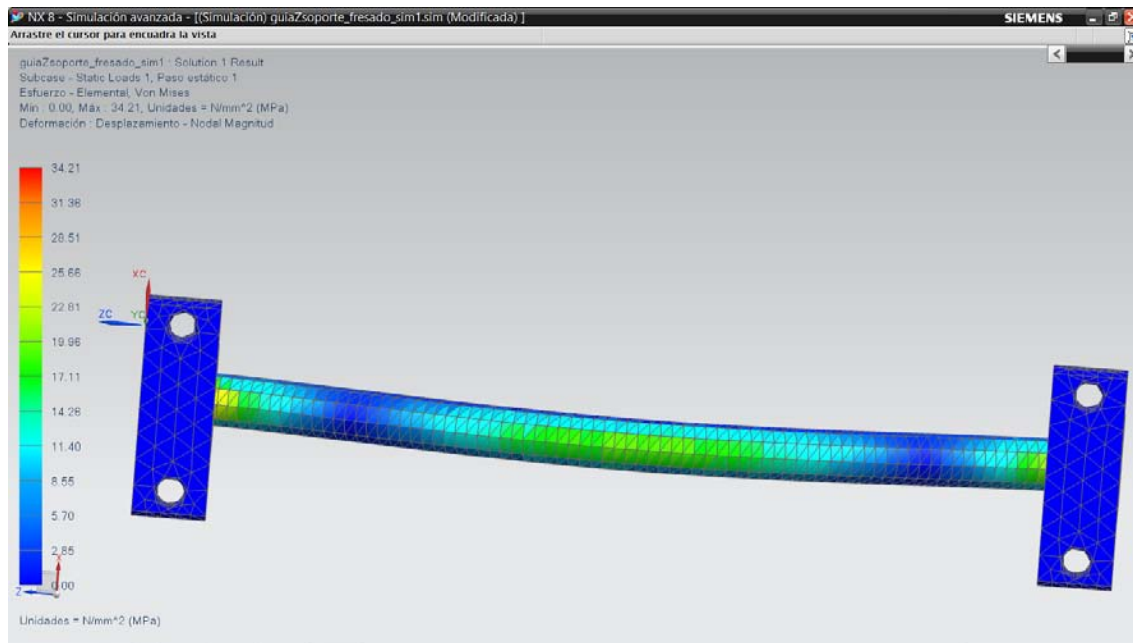 NX 8 - Simulación avanzada - [(Simulación) guiaZsoporte_fresado_sim1.sim (Modificada) ]
SIEMENS
Arrastre el cursor para encuadra la vista
guiaZsoporte_fresado_sim1 : Solution 1 Result
Subcase - Static Loads 1, Paso estático 1
Esfuerzo - Elemental, Von Mises
Mín : 0.00, Máx : 34.21, Unidades = N/mm^2 (MPa)
Deformación : Desplazamiento - Nodal Magnitud
34.21
31.36
28.51
25.66
22.81
19.96
17.11
14.26
11.40
8.55
5.70
2.85
0.00
XC
ZC
YC
X
Z
Unidades = N/mm^2 (MPa)